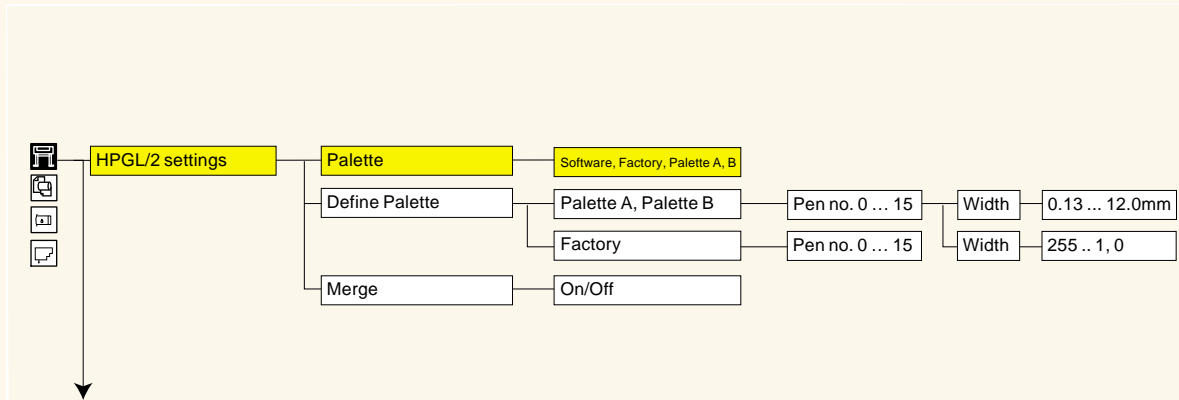 HPGL/2 settings
Palette
Software, Factory, Palette A, B
Define Palette
Palette A, Palette B
Pen no. 0 ... 15
Width
0.13 ... 12.0mm
Factory
Pen no. 0 ... 15
Width
255 .. 1, 0
Merge
On/Off